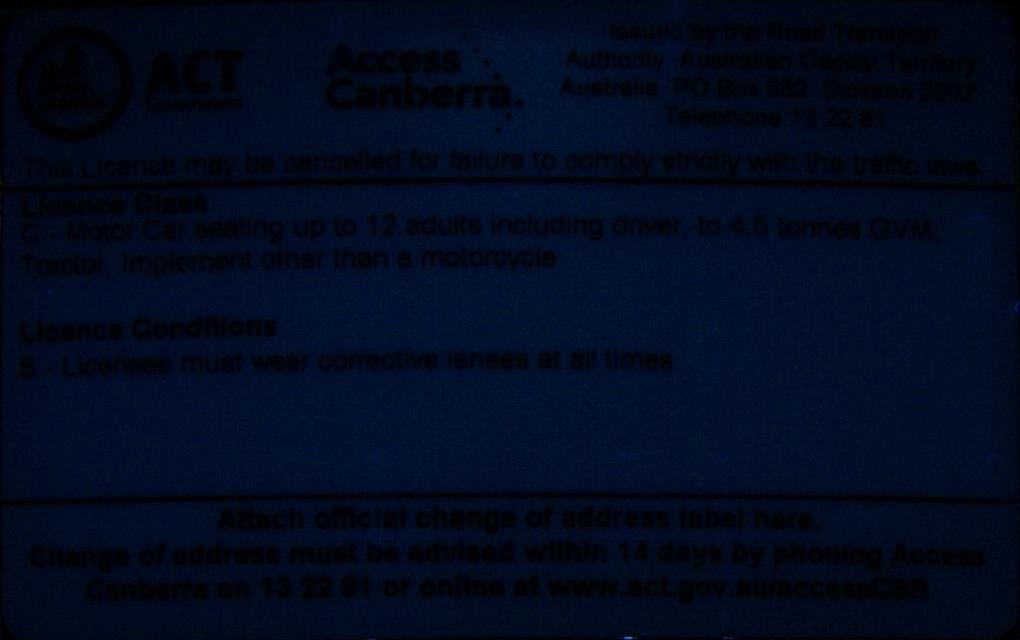 ACT
Government
Access
Canberra.
Issued by the Road Transport
Authority Australian Capital Territory,
Australia PO Box 582 Dickson 2602
Telephone 13 22 81
This Licence may be cancelled for failure to comply strictly with the traffic laws.
Licence Class
C - Motor Car seating up to 12 adults including driver, to 4.5 tonnes GVM,
Tractor, Implement other than a motorcycle
Licence Conditions
S - Licensee must wear corrective lenses at all times.
Attach official change of address label here.
Change of address must be advised within 14 days by phoning Access
Canberra on 13 22 81 or online at www.act.gov.au/accessCBR